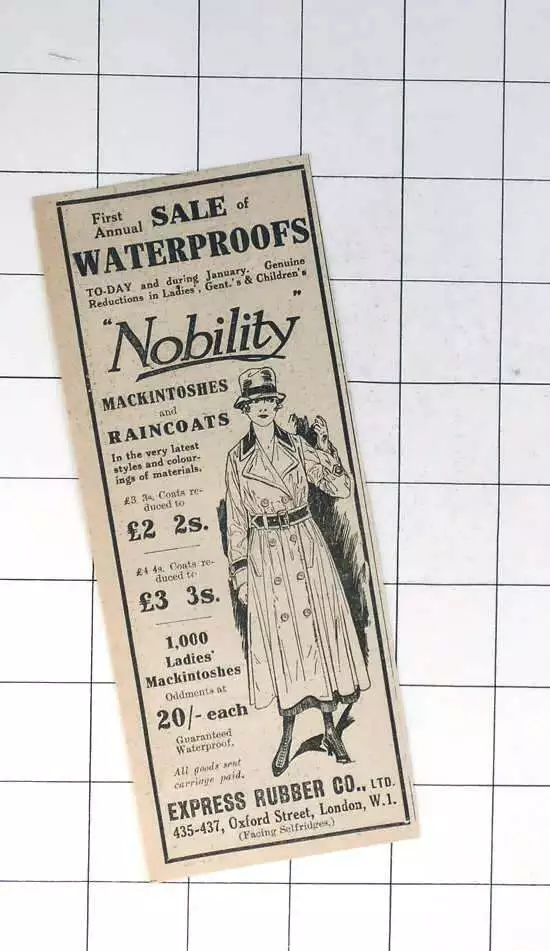 First Annual SALE of
WATERPROOFS
TO-DAY and during January. Genuine
Reductions in Ladies', Gent.'s & Children's
"Nobility"
MACKINTOSHES
and
RAINCOATS
In the very latest
styles and colour-
ings of materials.
£3 3s. Coats re-
duced to
£2 2s.
£4 4s. Coats re-
duced to
£3 3s.
1,000
Ladies'
Mackintoshes
Oddments at
20/- each
Guaranteed
Waterproof.
All goods sent
carriage paid.
EXPRESS RUBBER CO., LTD.
435-437, Oxford Street, London, W.1.
(Facing Selfridges.)